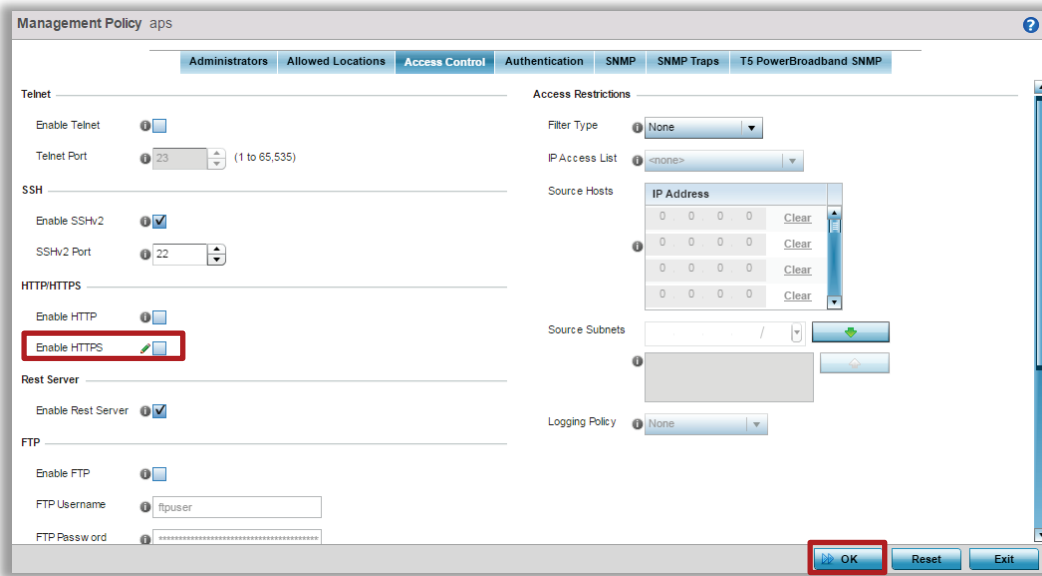 Management Policy aps
Administrators Allowed Locations Access Control Authentication SNMP SNMP Traps T5 PowerBroadband SNMP
Telnet
Enable Telnet
Telnet Port 23 (1 to 65,535)
SSH
Enable SSHv2
SSHv2 Port 22
HTTP/HTTPS
Enable HTTP
Enable HTTPS
Rest Server
Enable Rest Server
FTP
Enable FTP
FTP Username ftpuser
FTP Password ****************************************
Access Restrictions
Filter Type None
IP Access List <none>
Source Hosts IP Address
0 . 0 . 0 . 0 Clear
0 . 0 . 0 . 0 Clear
0 . 0 . 0 . 0 Clear
0 . 0 . 0 . 0 Clear
Source Subnets /
Logging Policy None
OK Reset Exit